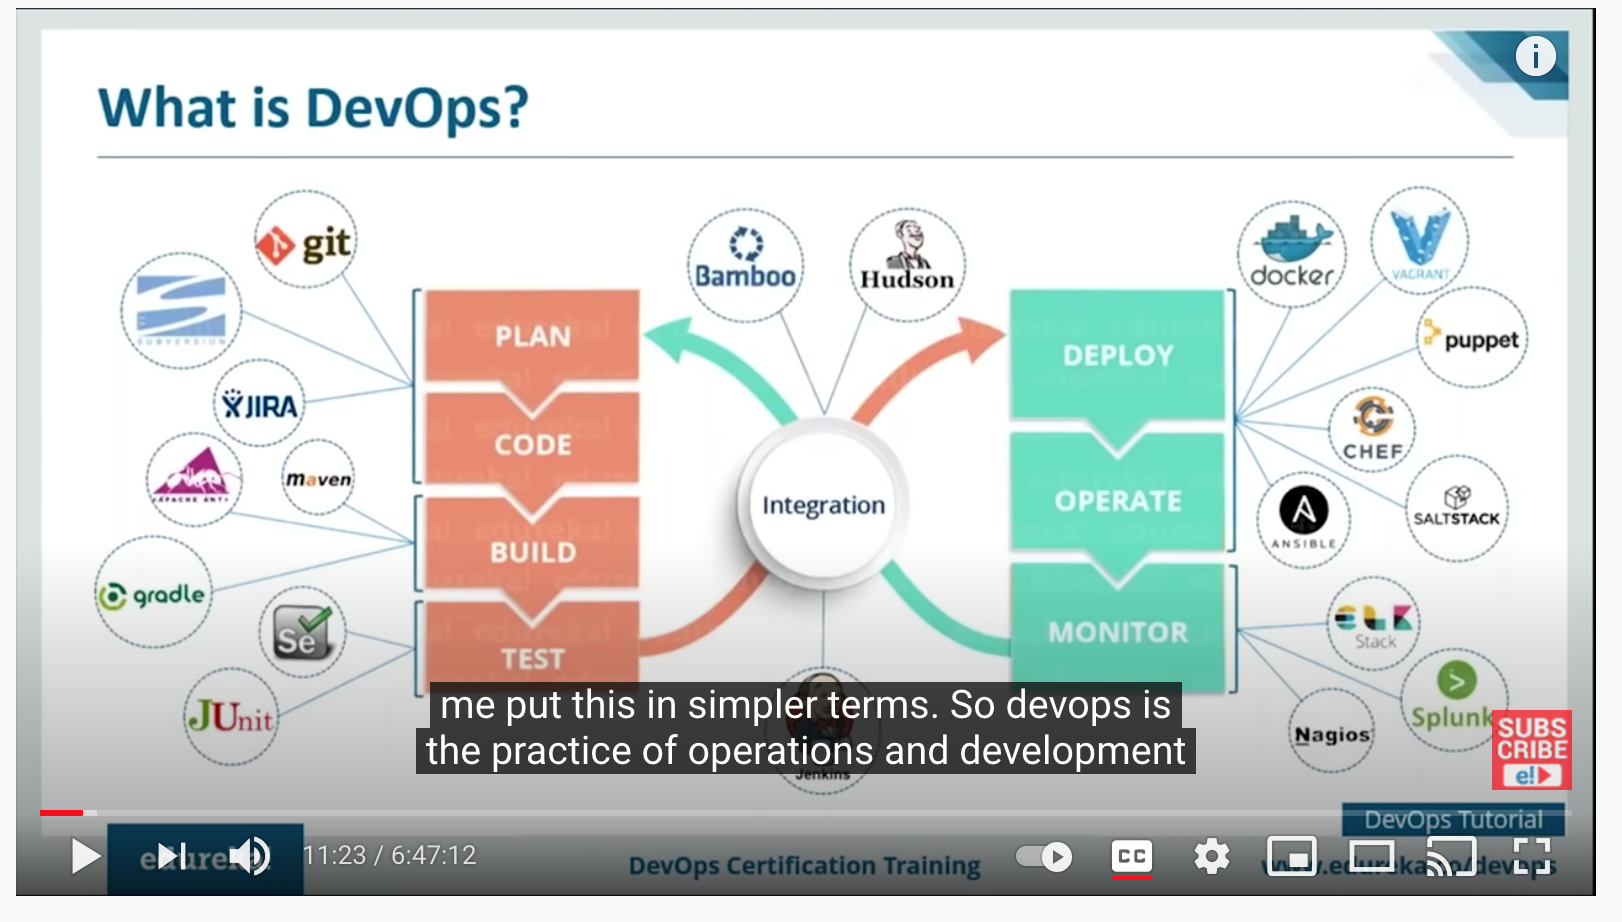 What is DevOps?
git
SUBVERSION
JIRA
APACHE ANT
maven
gradle
Se
JUnit
PLAN
CODE
BUILD
TEST
Bamboo
Hudson
Integration
Jenkins
DEPLOY
OPERATE
MONITOR
docker
VAGRANT
puppet
CHEF
ANSIBLE
SALTSTACK
ELK
Stack
Splunk
Nagios
me put this in simpler terms. So devops is
the practice of operations and development
SUBS
CRIBE
e!
DevOps Tutorial
edureka!
11:23 / 6:47:12
DevOps Certification Training
CC
www.edureka.co/devops